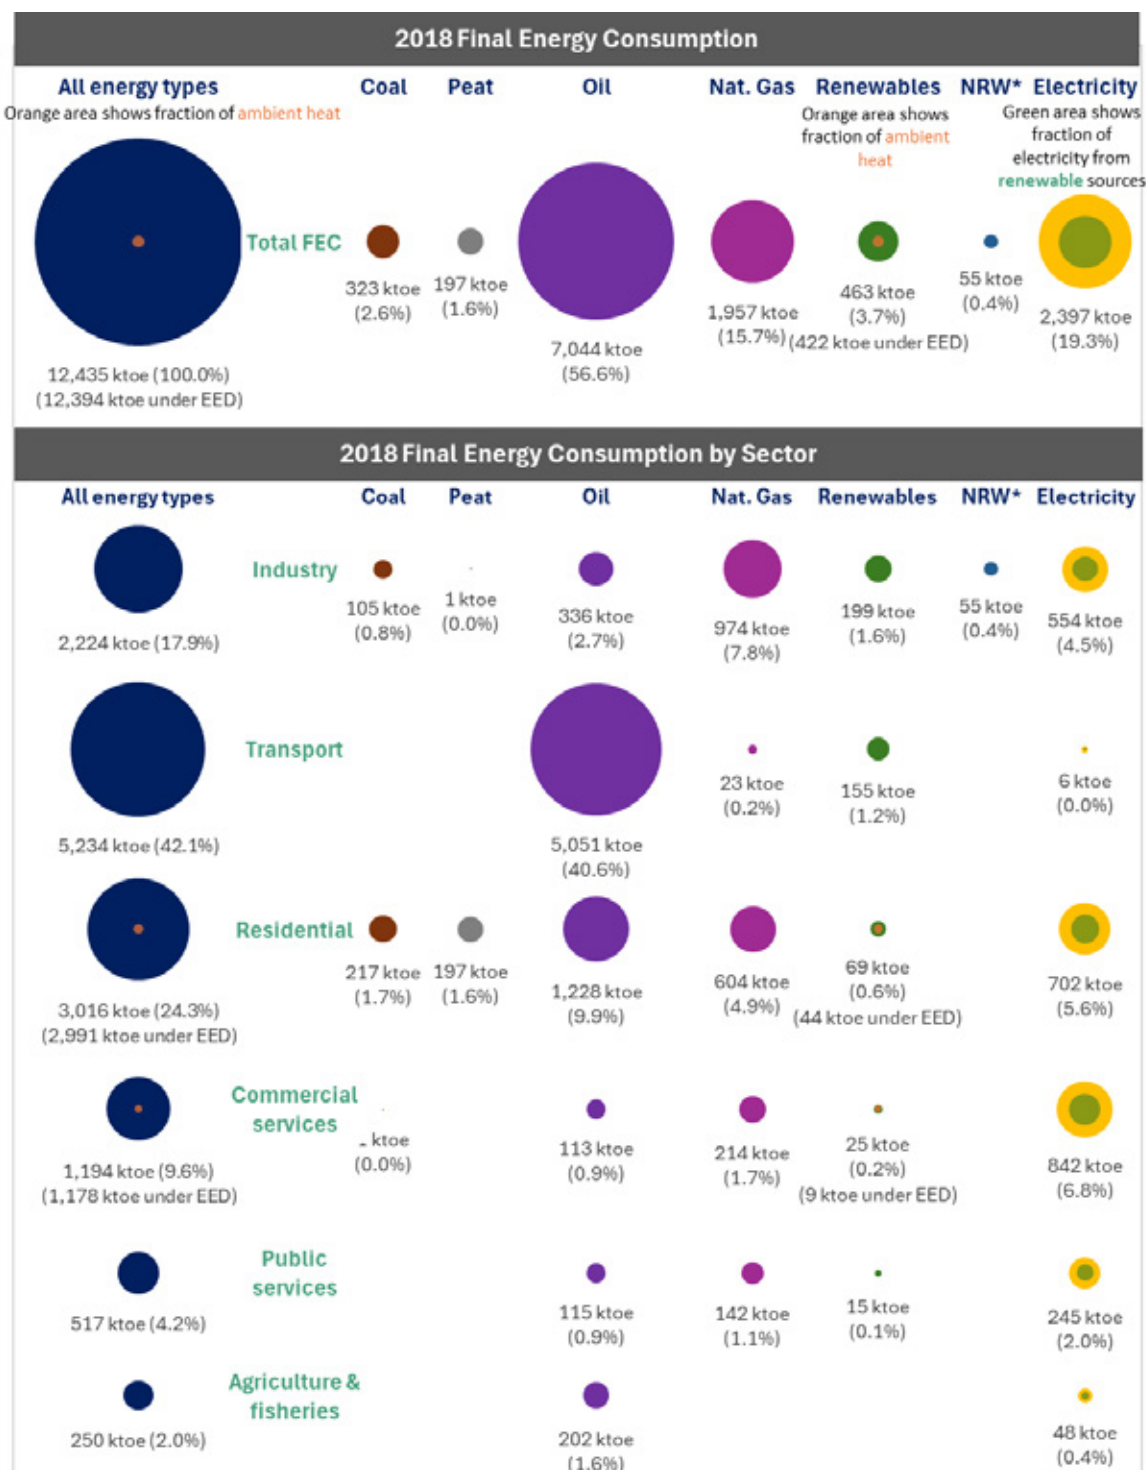 2018 Final Energy Consumption
All energy types
Orange area shows fraction of ambient heat
Coal
Peat
Oil
Nat. Gas
Renewables
Orange area shows
fraction of ambient
heat
NRW*
Electricity
Green area shows
fraction of
electricity from
renewable sources
Total FEC
12,435 ktoe (100.0%)
(12,394 ktoe under EED)
323 ktoe
(2.6%)
197 ktoe
(1.6%)
7,044 ktoe
(56.6%)
1,957 ktoe
(15.7%)
463 ktoe
(3.7%)
(422 ktoe under EED)
55 ktoe
(0.4%)
2,397 ktoe
(19.3%)
2018 Final Energy Consumption by Sector
All energy types
Coal
Peat
Oil
Nat. Gas
Renewables
NRW*
Electricity
Industry
2,224 ktoe (17.9%)
105 ktoe
(0.8%)
1 ktoe
(0.0%)
336 ktoe
(2.7%)
974 ktoe
(7.8%)
199 ktoe
(1.6%)
55 ktoe
(0.4%)
554 ktoe
(4.5%)
Transport
5,234 ktoe (42.1%)
5,051 ktoe
(40.6%)
23 ktoe
(0.2%)
155 ktoe
(1.2%)
6 ktoe
(0.0%)
Residential
3,016 ktoe (24.3%)
(2,991 ktoe under EED)
217 ktoe
(1.7%)
197 ktoe
(1.6%)
1,228 ktoe
(9.9%)
604 ktoe
(4.9%)
69 ktoe
(0.6%)
(44 ktoe under EED)
702 ktoe
(5.6%)
Commercial
services
1,194 ktoe (9.6%)
(1,178 ktoe under EED)
ktoe
(0.0%)
113 ktoe
(0.9%)
214 ktoe
(1.7%)
25 ktoe
(0.2%)
(9 ktoe under EED)
842 ktoe
(6.8%)
Public
services
517 ktoe (4.2%)
115 ktoe
(0.9%)
142 ktoe
(1.1%)
15 ktoe
(0.1%)
245 ktoe
(2.0%)
Agriculture &
fisheries
250 ktoe (2.0%)
202 ktoe
(1.6%)
48 ktoe
(0.4%)